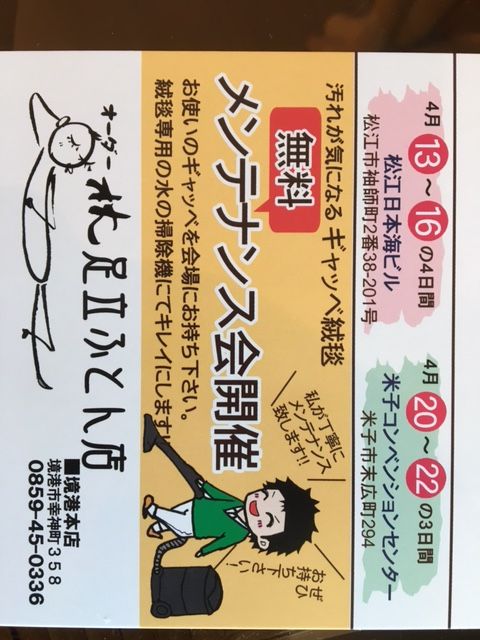 4月 13～16の4日間
松江日本海ビル
松江市袖師町2番38-201号
4月 20～22の3日間
米子コンベンションセンター
米子市末広町294
汚れが気になるギャッベ絨毯
無料
メンテナンス会開催
お使いのギャッベを会場にお持ち下さい。
絨毯専用の水の掃除機にてキレイにします!
私が丁寧に
メンテナンス
致します!!
ぜひ
お持ち
下さい!
オーダー 北足立ふとん店
■境港本店
境港市幸神町358
0859-45-0336